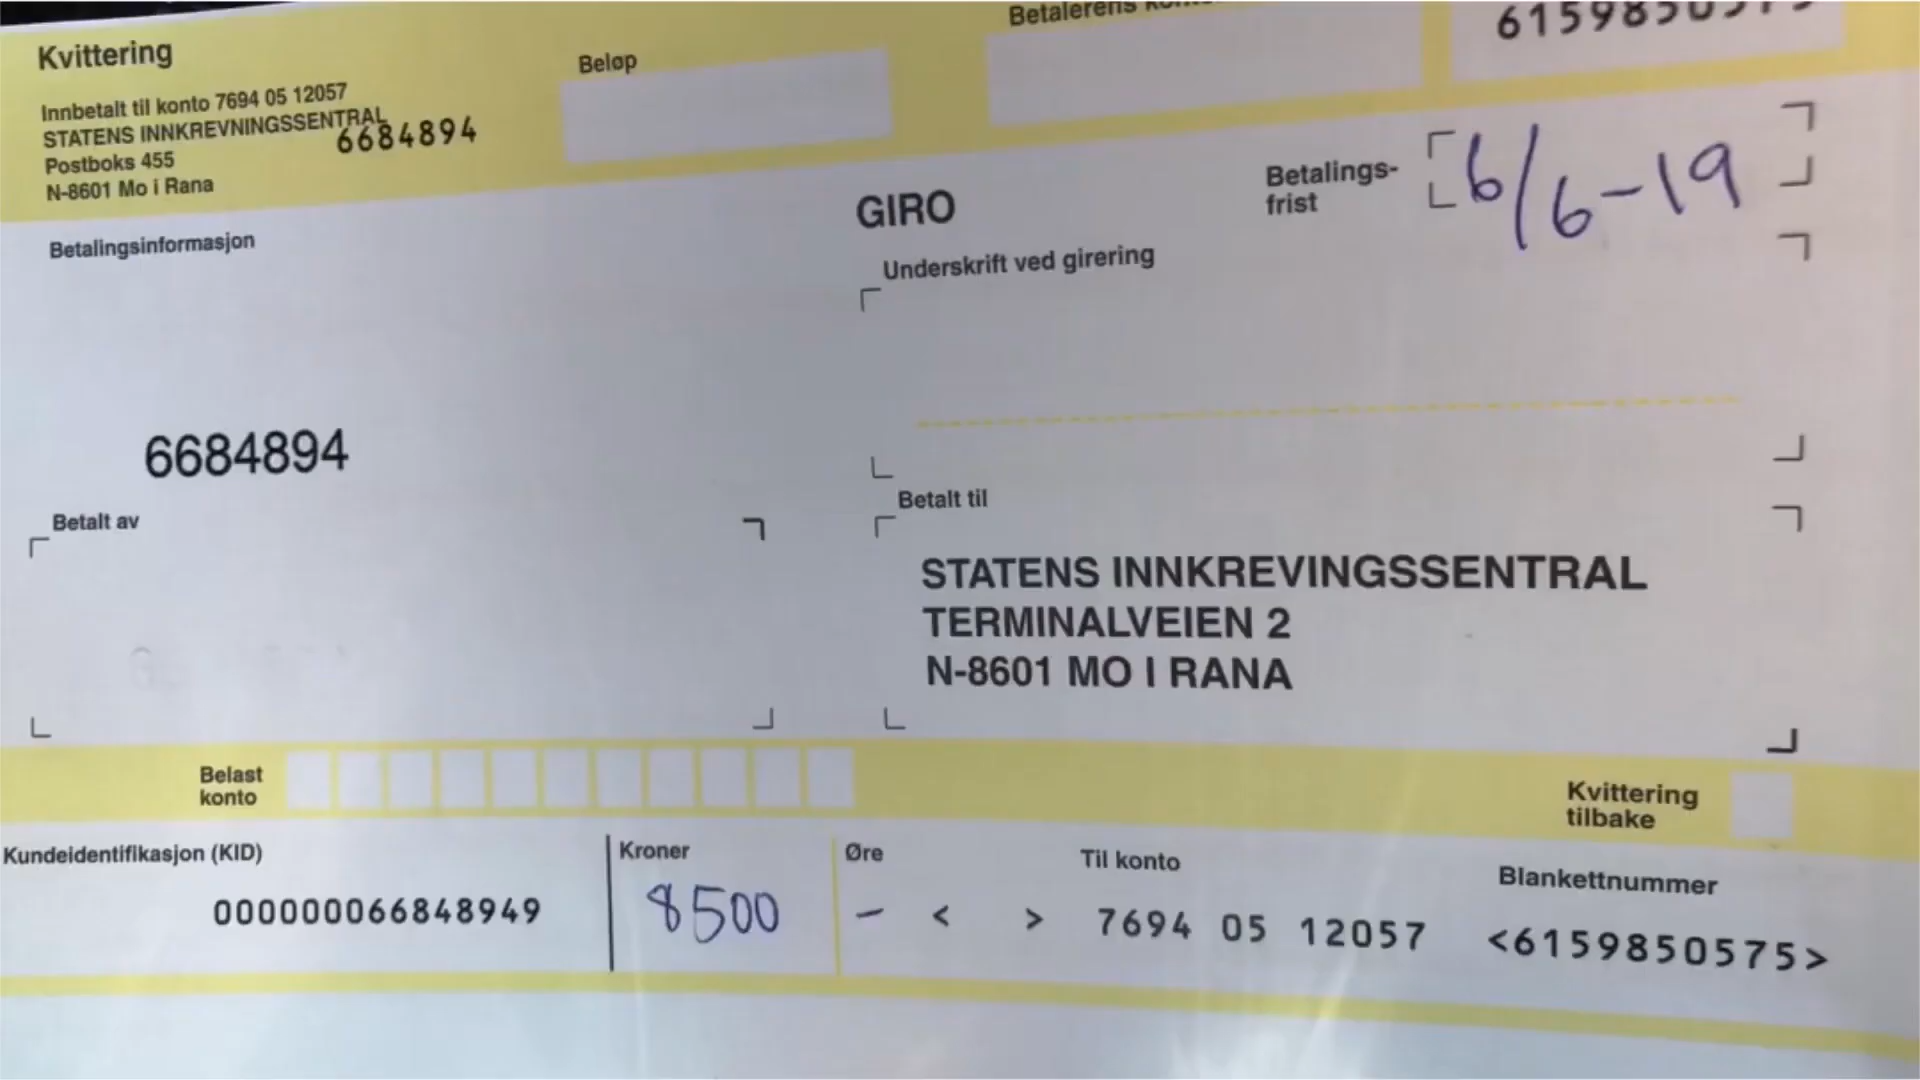 Kvittering
Innbetalt til konto 7694 05 12057
STATENS INNKREVNINGSSENTRAL
6684894
Postboks 455
N-8601 Mo i Rana
Beløp
Betalerens
GIRO
Betalings-
frist
6/6-19
Betalingsinformasjon
Underskrift ved girering
6684894
Betalt av
Betalt til
STATENS INNKREVINGSSENTRAL
TERMINALVEIEN 2
N-8601 MO I RANA
Belast
konto
Kvittering
tilbake
Kundeidentifikasjon (KID)
Kroner
Øre
Til konto
Blankettnummer
000000066848949
8500
–
< >
7694 05 12057
<6159850575>